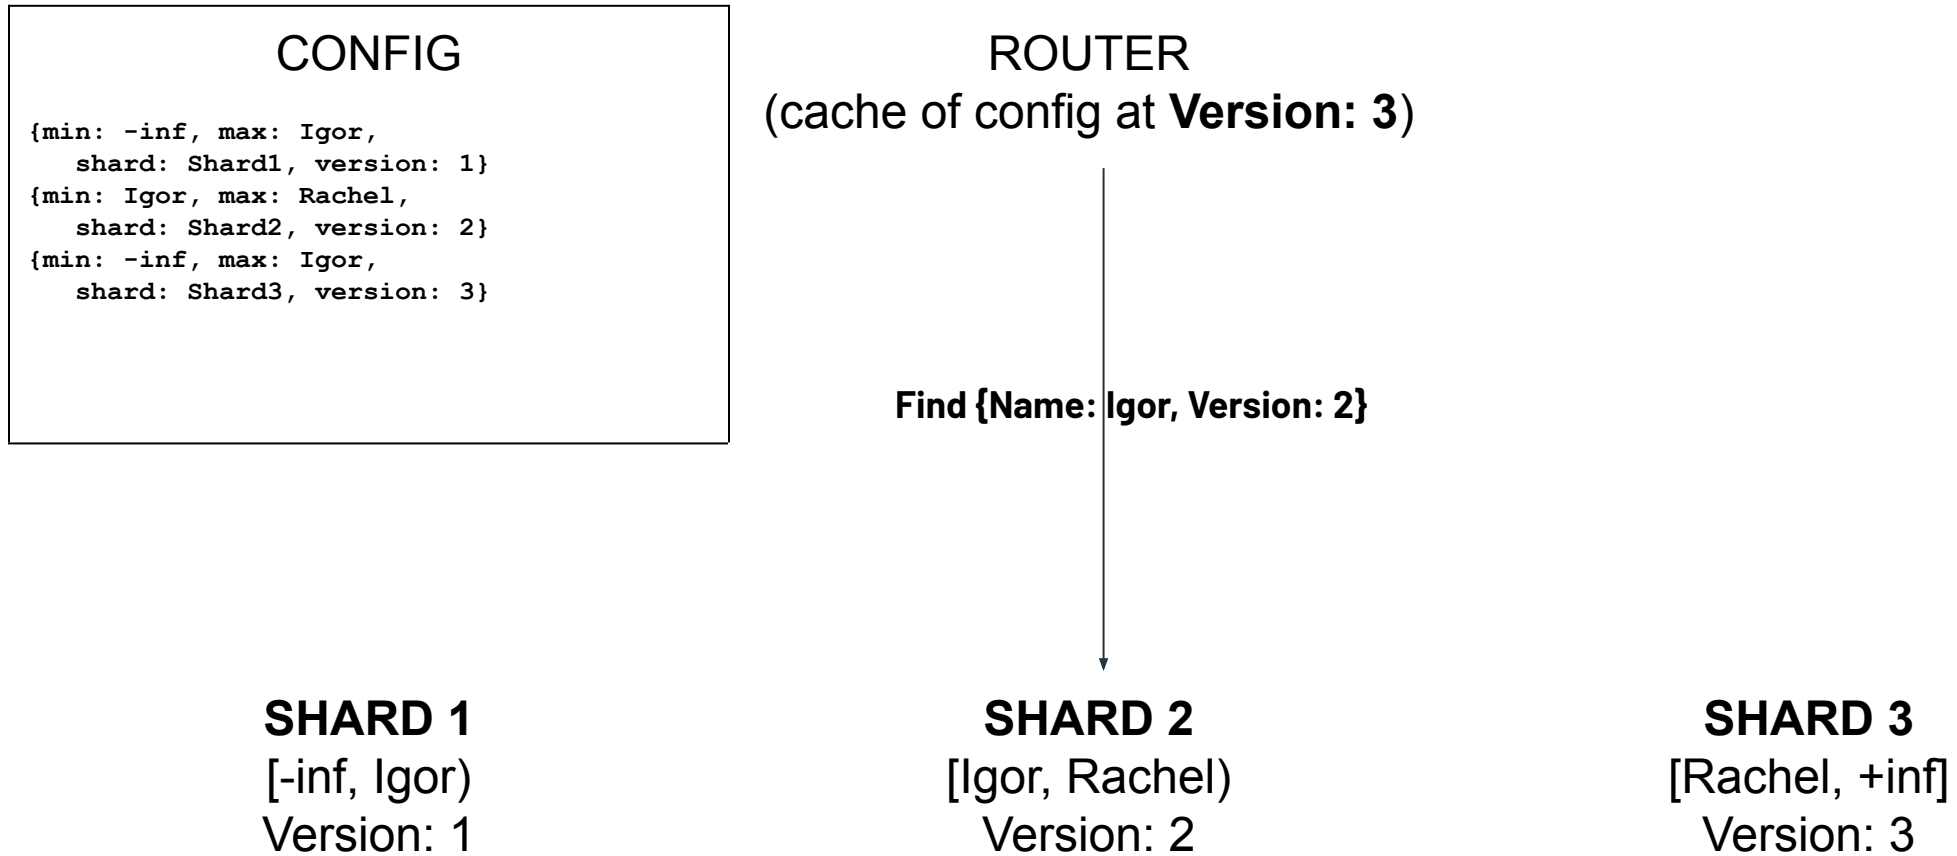 CONFIG
{min: -inf, max: Igor,
shard: Shard1, version: 1}
{min: Igor, max: Rachel,
shard: Shard2, version: 2}
{min: -inf, max: Igor,
shard: Shard3, version: 3}
ROUTER
(cache of config at Version: 3)
Find {Name: Igor, Version: 2}
SHARD 1
[-inf, Igor)
Version: 1
SHARD 2
[Igor, Rachel)
Version: 2
SHARD 3
[Rachel, +inf]
Version: 3